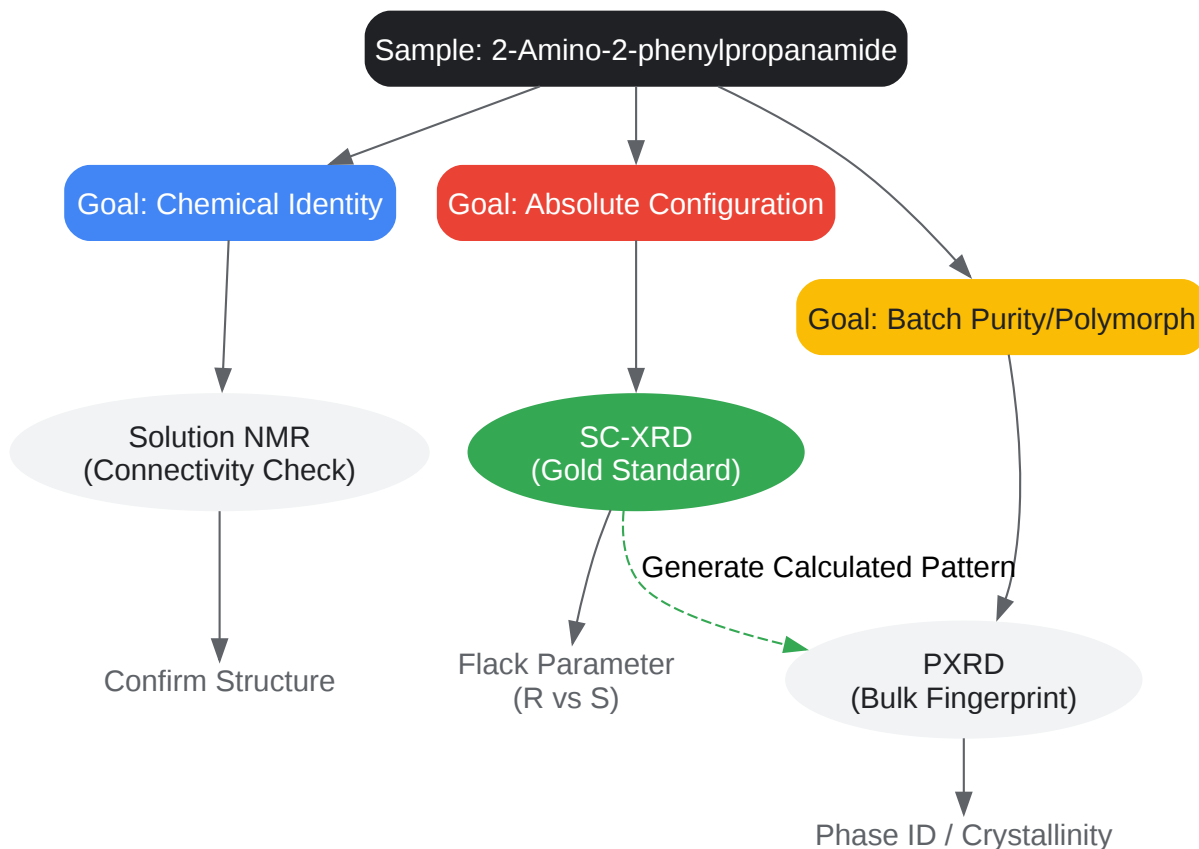 Sample: 2-Amino-2-phenylpropanamide
Goal: Chemical Identity
Goal: Absolute Configuration
Goal: Batch Purity/Polymorph
Solution NMR
(Connectivity Check)
SC-XRD
(Gold Standard)
Generate Calculated Pattern
Confirm Structure
Flack Parameter
(R vs S)
PXRD
(Bulk Fingerprint)
Phase ID / Crystallinity